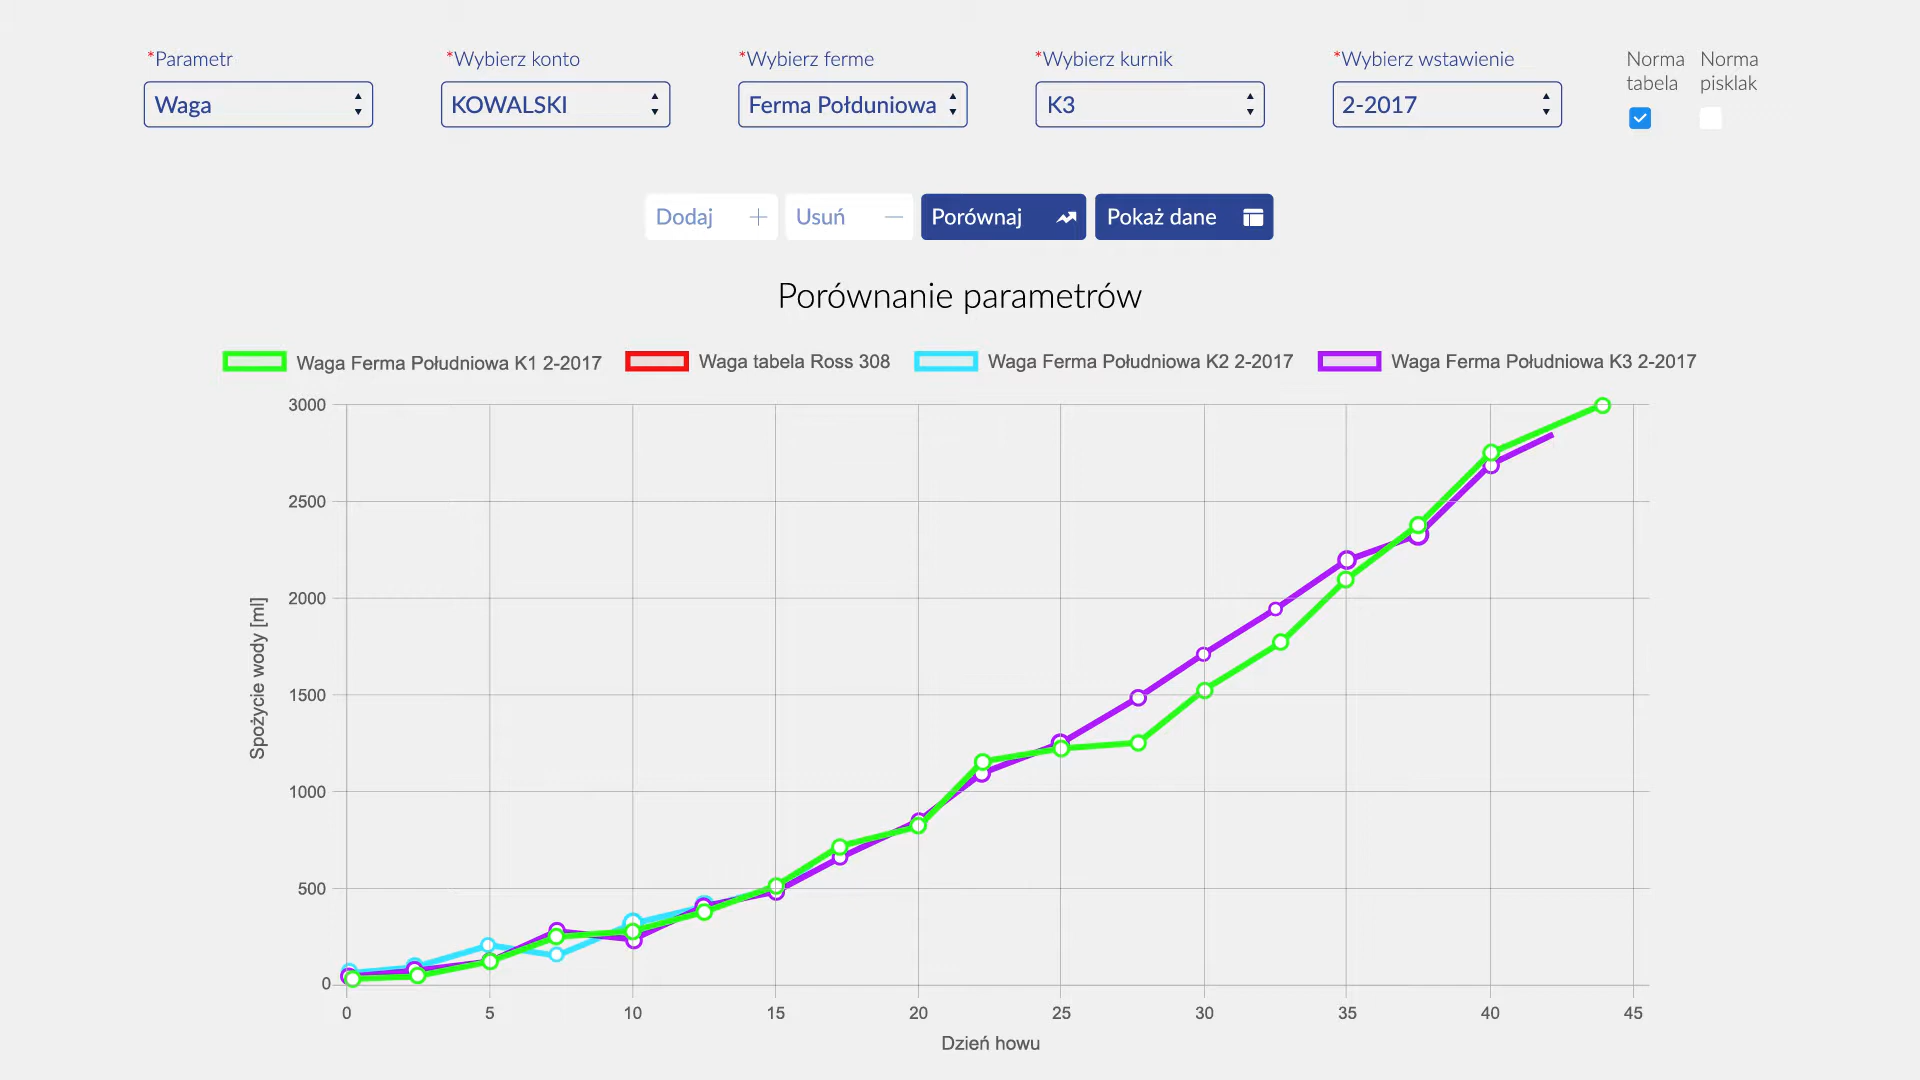 *Parametr
*Wybierz konto
*Wybierz ferme
*Wybierz kurnik
*Wybierz wstawienie
Norma tabela
Norma pisklak
Waga
KOWALSKI
Ferma Połduniowa
K3
2-2017
Dodaj
Usuń
Porównaj
Pokaż dane
Porównanie parametrów
Waga Ferma Południowa K1 2-2017
Waga tabela Ross 308
Waga Ferma Południowa K2 2-2017
Waga Ferma Południowa K3 2-2017
Spożycie wody [ml]
3000
2500
2000
1500
1000
500
0
0 5 10 15 20 25 30 35 40 45
Dzień howu